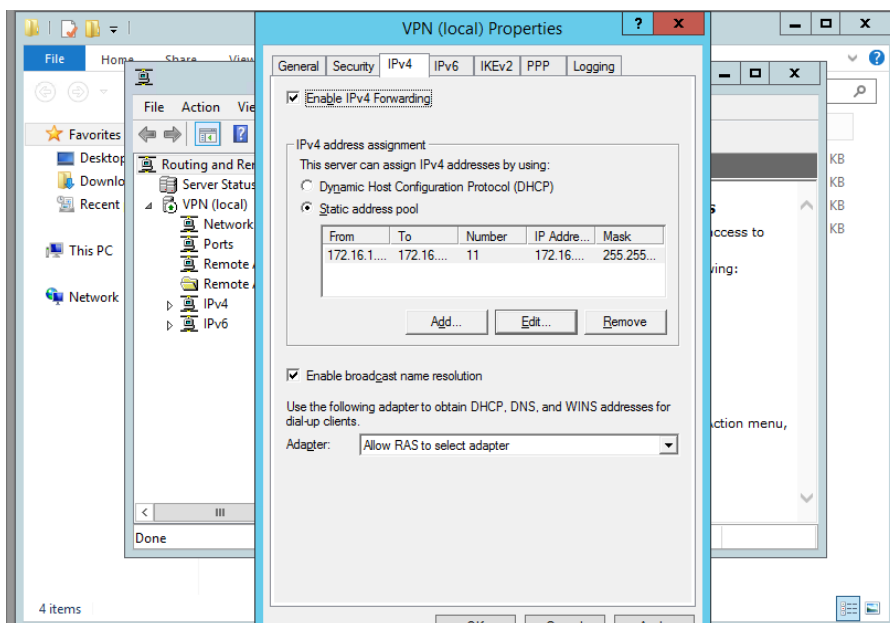 VPN (local) Properties
?
x
File
Home
Share
View
General
Security
IPv4
IPv6
IKEv2
PPP
Logging
Enable IPv4 Forwarding
IPv4 address assignment
This server can assign IPv4 addresses by using:
Dynamic Host Configuration Protocol (DHCP)
Static address pool
From To Number IP Addre... Mask
172.16.1.... 172.16.... 11 172.16.... 255.255...
Add... Edit... Remove
Enable broadcast name resolution
Use the following adapter to obtain DHCP, DNS, and WINS addresses for
dial-up clients.
Adapter: Allow RAS to select adapter
File Action Vie
Routing and Re
Server Status
VPN (local)
Network
Ports
Remote
Remote
IPv4
IPv6
Done
Favorites
Desktop
Downlo
Recent
This PC
Network
4 items
KB
KB
KB
KB
s
ccess to
ving:
ction menu,